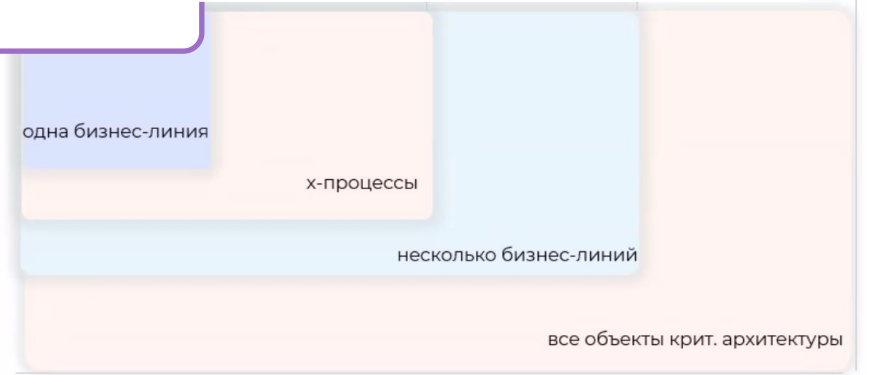 одна бизнес-линия
x-процессы
несколько бизнес-линий
все объекты крит. архитектуры